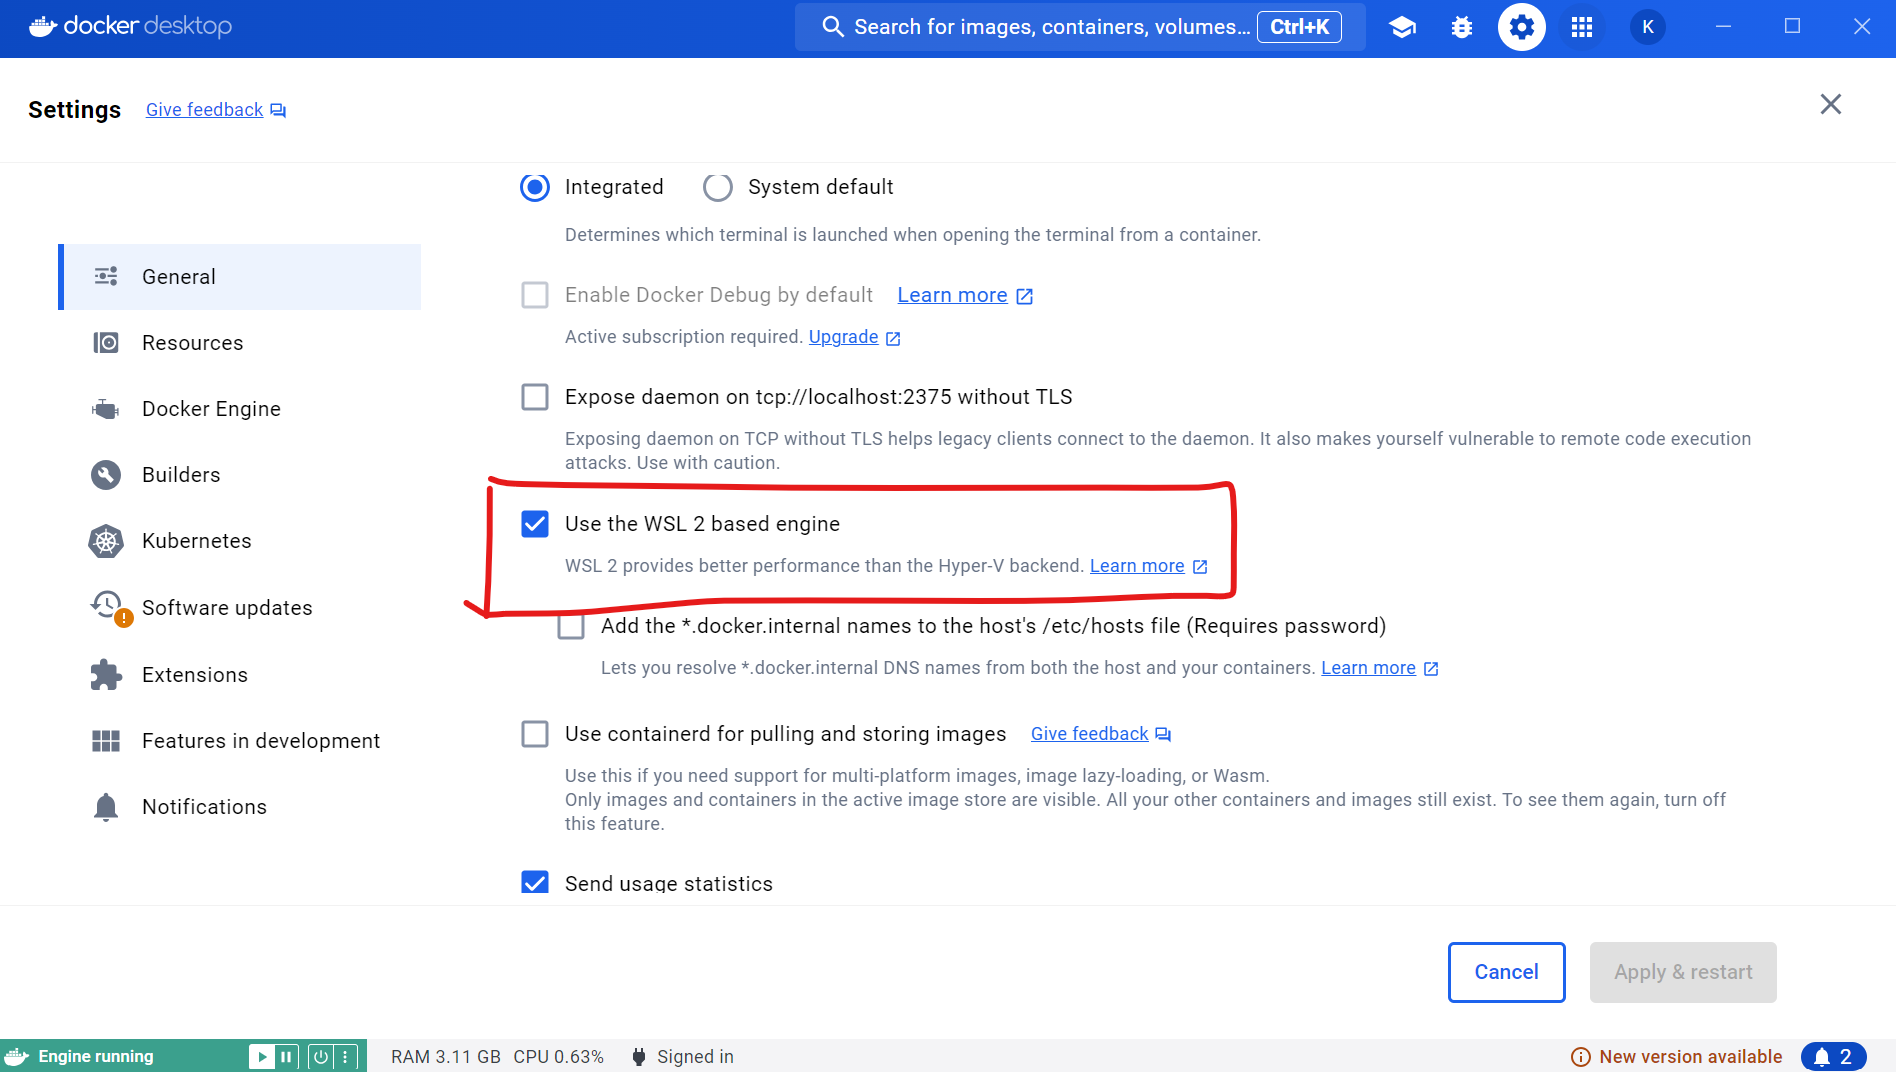 docker desktop
Search for images, containers, volumes... Ctrl+K
K
Settings Give feedback
Integrated System default
Determines which terminal is launched when opening the terminal from a container.
General
Resources
Docker Engine
Builders
Kubernetes
Software updates
Extensions
Features in development
Notifications
Enable Docker Debug by default Learn more
Active subscription required. Upgrade
Expose daemon on tcp://localhost:2375 without TLS
Exposing daemon on TCP without TLS helps legacy clients connect to the daemon. It also makes yourself vulnerable to remote code execution
attacks. Use with caution.
Use the WSL 2 based engine
WSL 2 provides better performance than the Hyper-V backend. Learn more
Add the *.docker.internal names to the host's /etc/hosts file (Requires password)
Lets you resolve *.docker.internal DNS names from both the host and your containers. Learn more
Use containerd for pulling and storing images Give feedback
Use this if you need support for multi-platform images, image lazy-loading, or Wasm.
Only images and containers in the active image store are visible. All your other containers and images still exist. To see them again, turn off
this feature.
Send usage statistics
Cancel Apply & restart
Engine running RAM 3.11 GB CPU 0.63% Signed in New version available 2